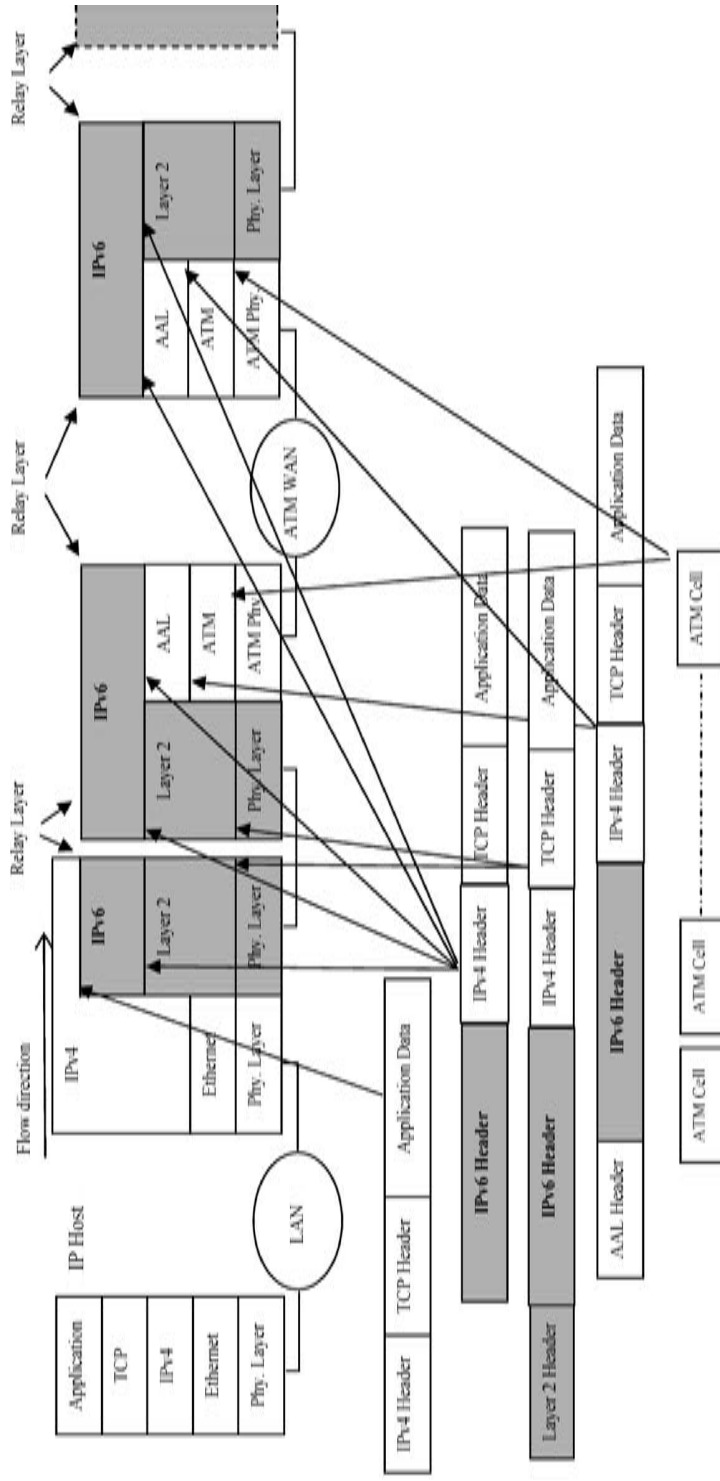 Relay Layer
Relay Layer
Relay Layer
Flow direction
IP Host
Application
TCP
IPv4
Ethernet
Phy. Layer
LAN
IPv4
Ethernet
Phy. Layer
IPv6
Layer 2
Phy. Layer
IPv6
Layer 2
Phy. Layer
AAL
ATM
ATM Phy.
ATM WAN
IPv6
AAL
ATM
ATM Phy.
Layer 2
Phy. Layer
IPv4 Header TCP Header Application Data
IPv6 Header IPv4 Header TCP Header Application Data
Layer 2 Header IPv6 Header IPv4 Header TCP Header Application Data
AAL Header IPv6 Header IPv4 Header TCP Header Application Data
ATM Cell ATM Cell ATM Cell